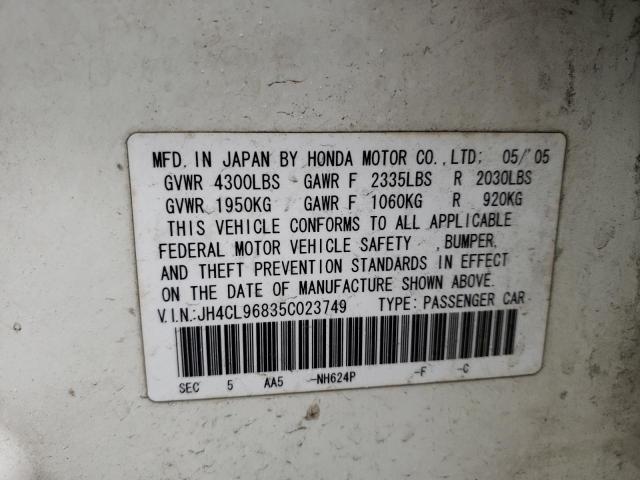 MFD. IN JAPAN BY HONDA MOTOR CO.,LTD; 05/'05
GVWR 4300LBS GAWR F 2335LBS R 2030LBS
GVWR 1950KG GAWR F 1060KG R 920KG
THIS VEHICLE CONFORMS TO ALL APPLICABLE
FEDERAL MOTOR VEHICLE SAFETY ,BUMPER,
AND THEFT PREVENTION STANDARDS IN EFFECT
ON THE DATE OF MANUFACTURE SHOWN ABOVE.
V.I.N.:JH4CL96835C023749 TYPE: PASSENGER CAR
SEC 5 AA5 -NH624P -F -C